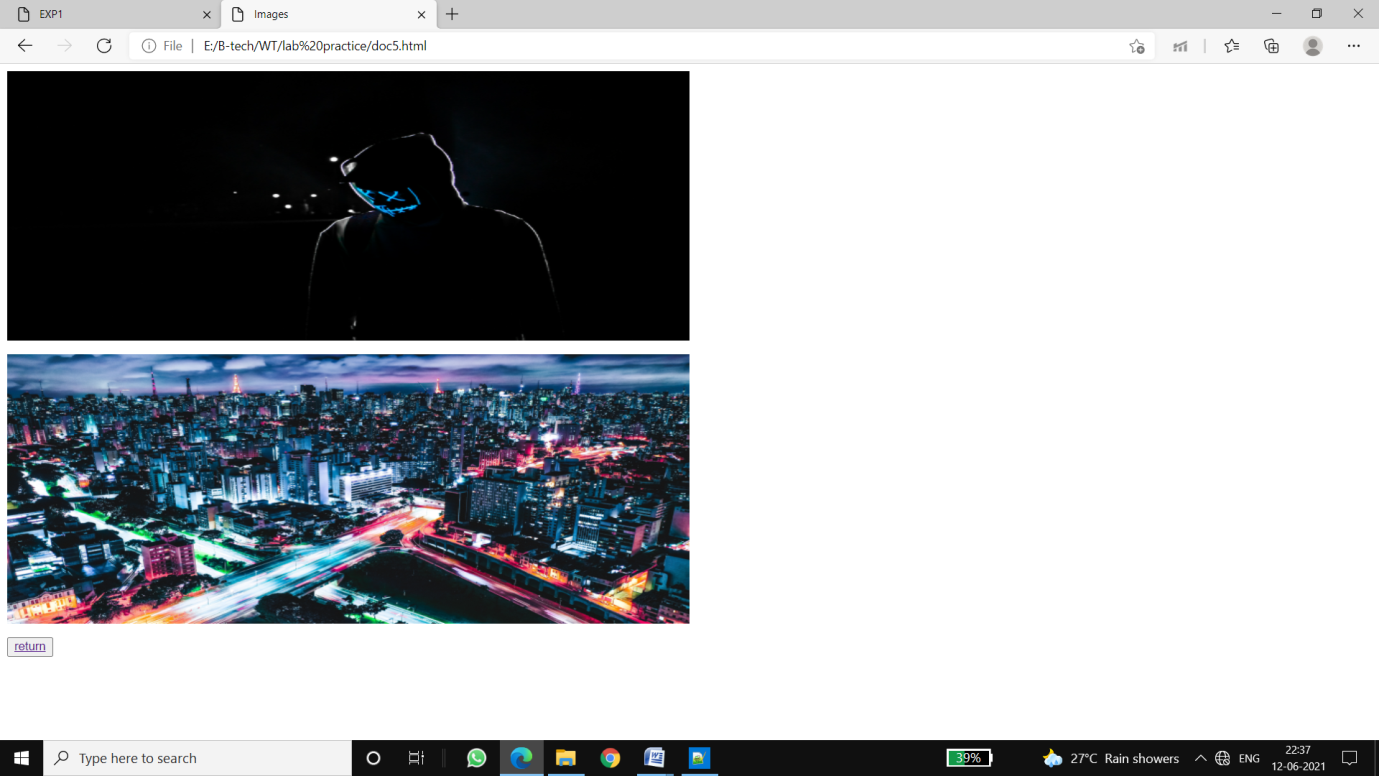 EXP1
Images
File
E:/B-tech/WT/lab%20practice/doc5.html
return
Type here to search
39%
27°C Rain showers
ENG
22:37
12-06-2021